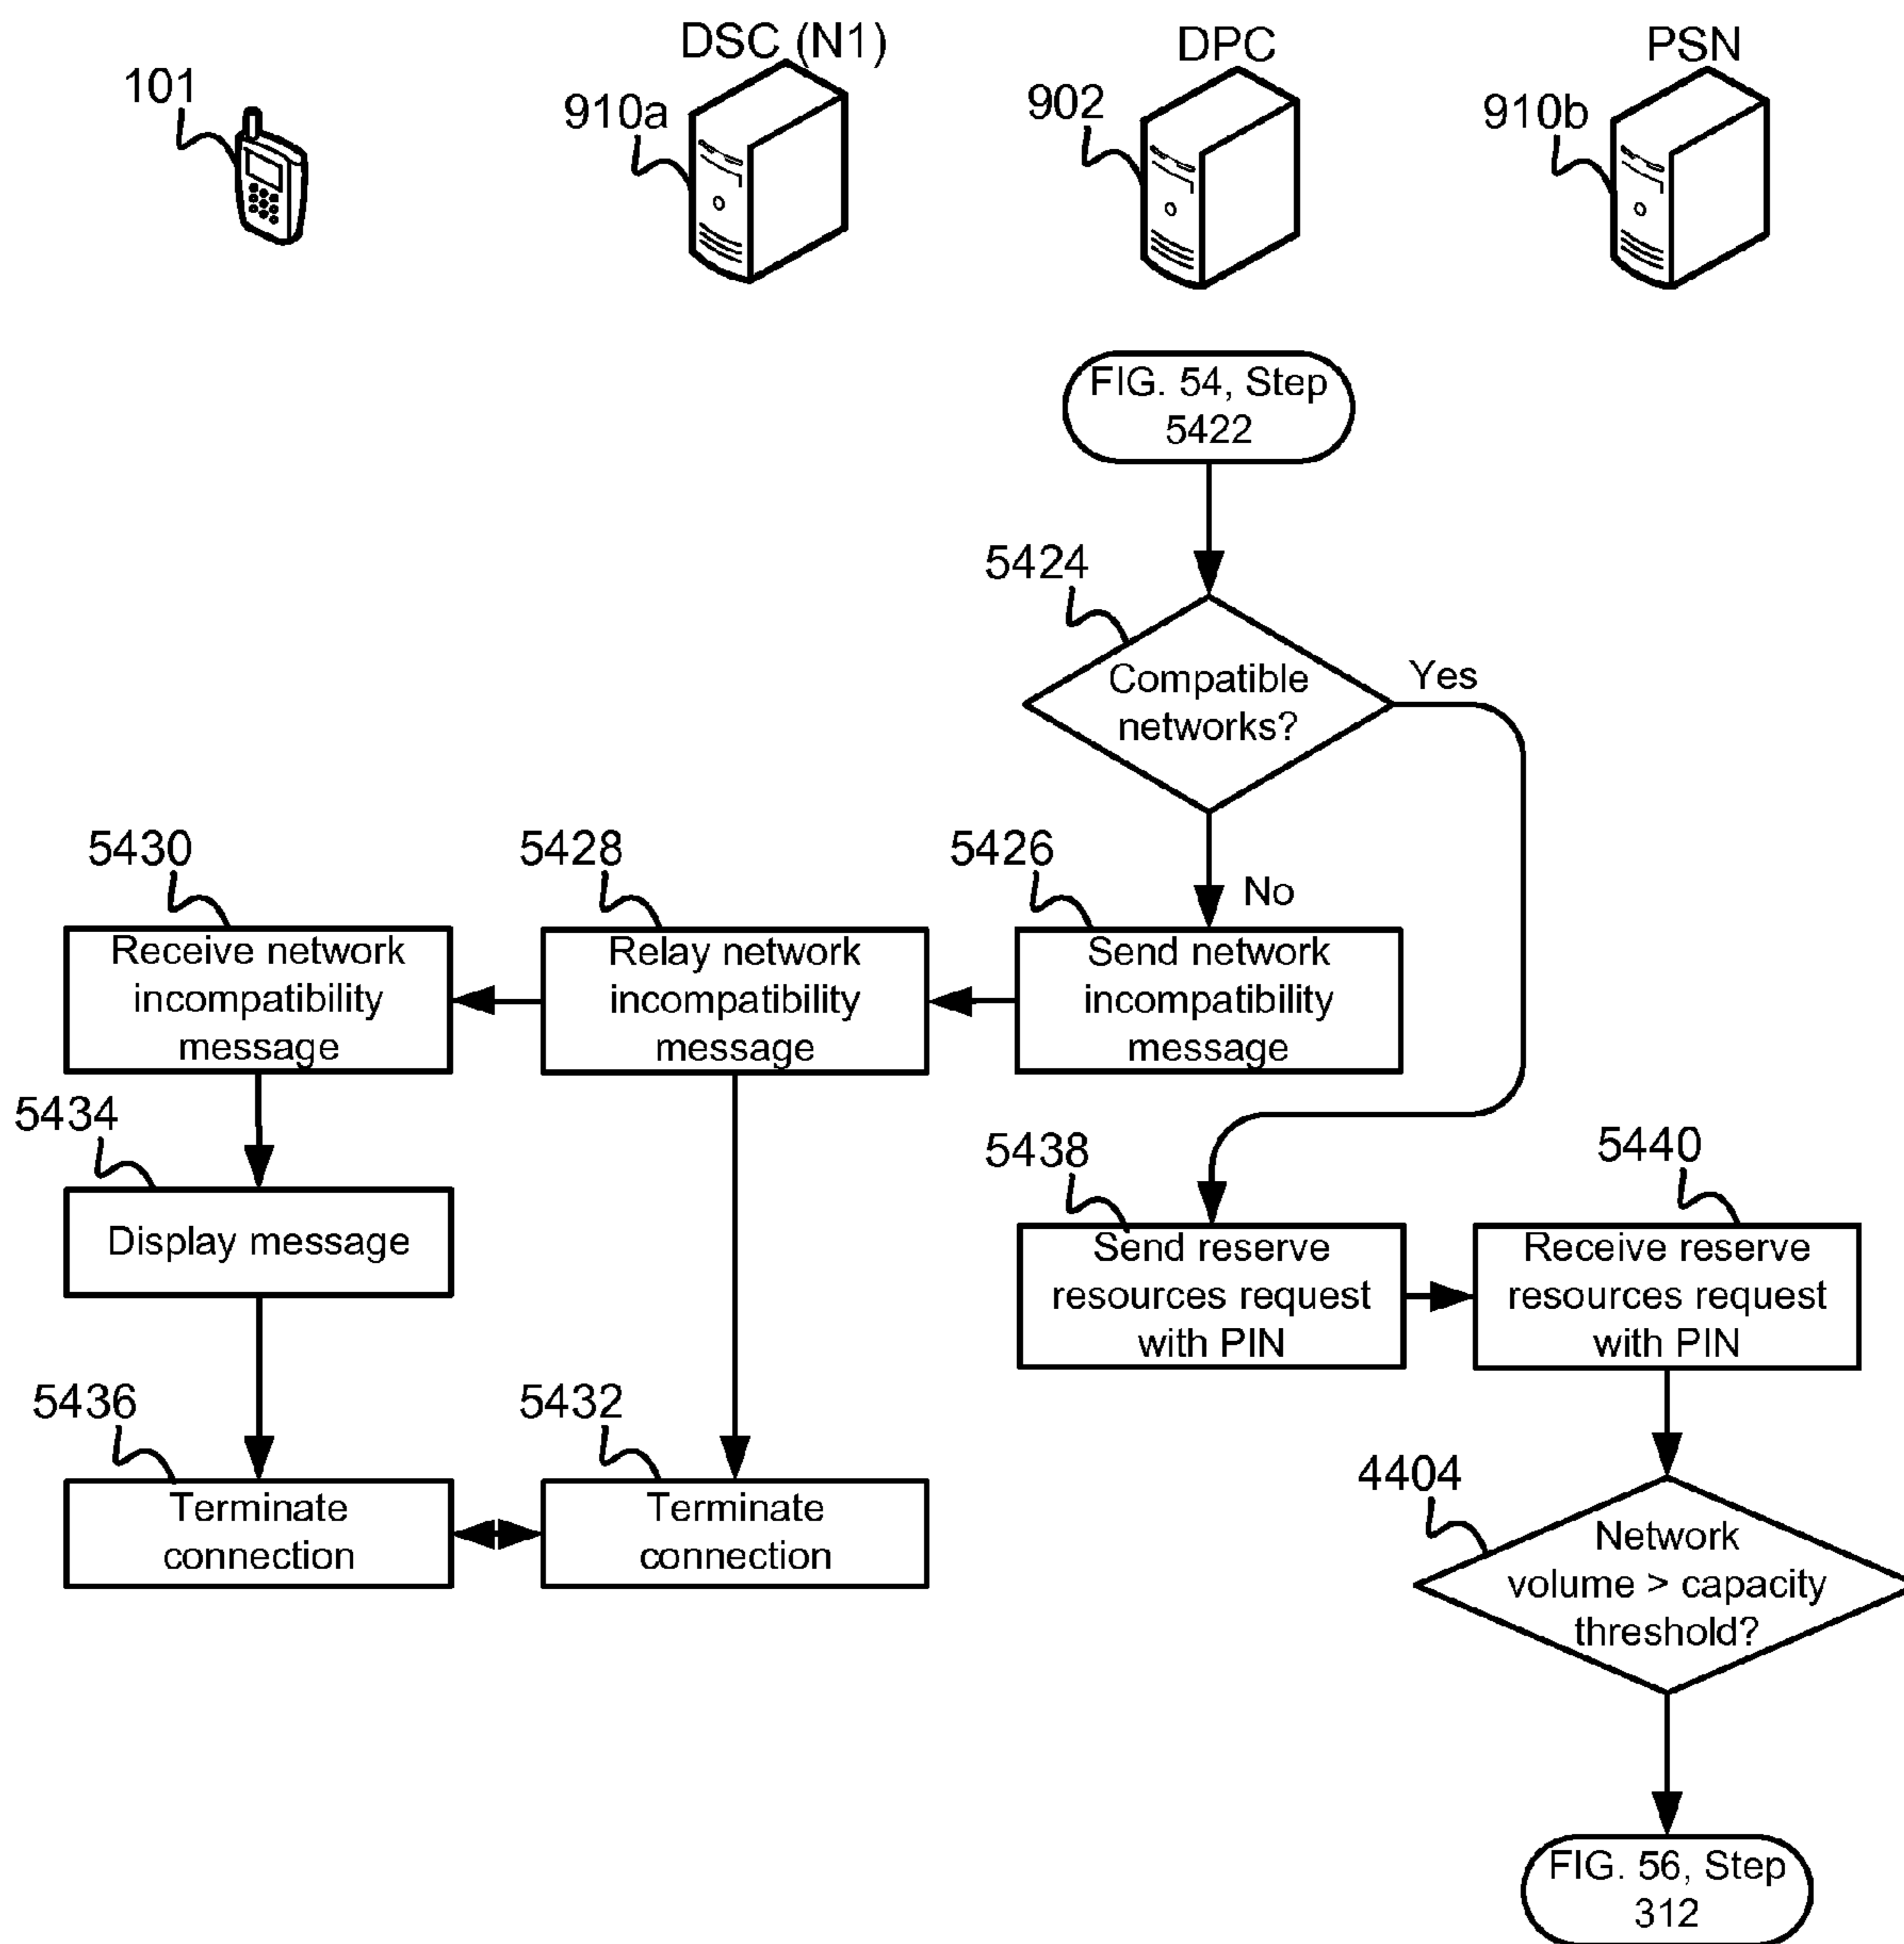 DSC (N1)
DPC
PSN
101
910a
902
910b
FIG. 54, Step
5422
5424
Compatible
networks?
Yes
No
5430
5428
5426
Receive network
incompatibility
message
Relay network
incompatibility
message
Send network
incompatibility
message
5434
Display message
5438
5440
Send reserve
resources request
with PIN
Receive reserve
resources request
with PIN
5436
5432
Terminate
connection
Terminate
connection
4404
Network
volume > capacity
threshold?
FIG. 56, Step
312